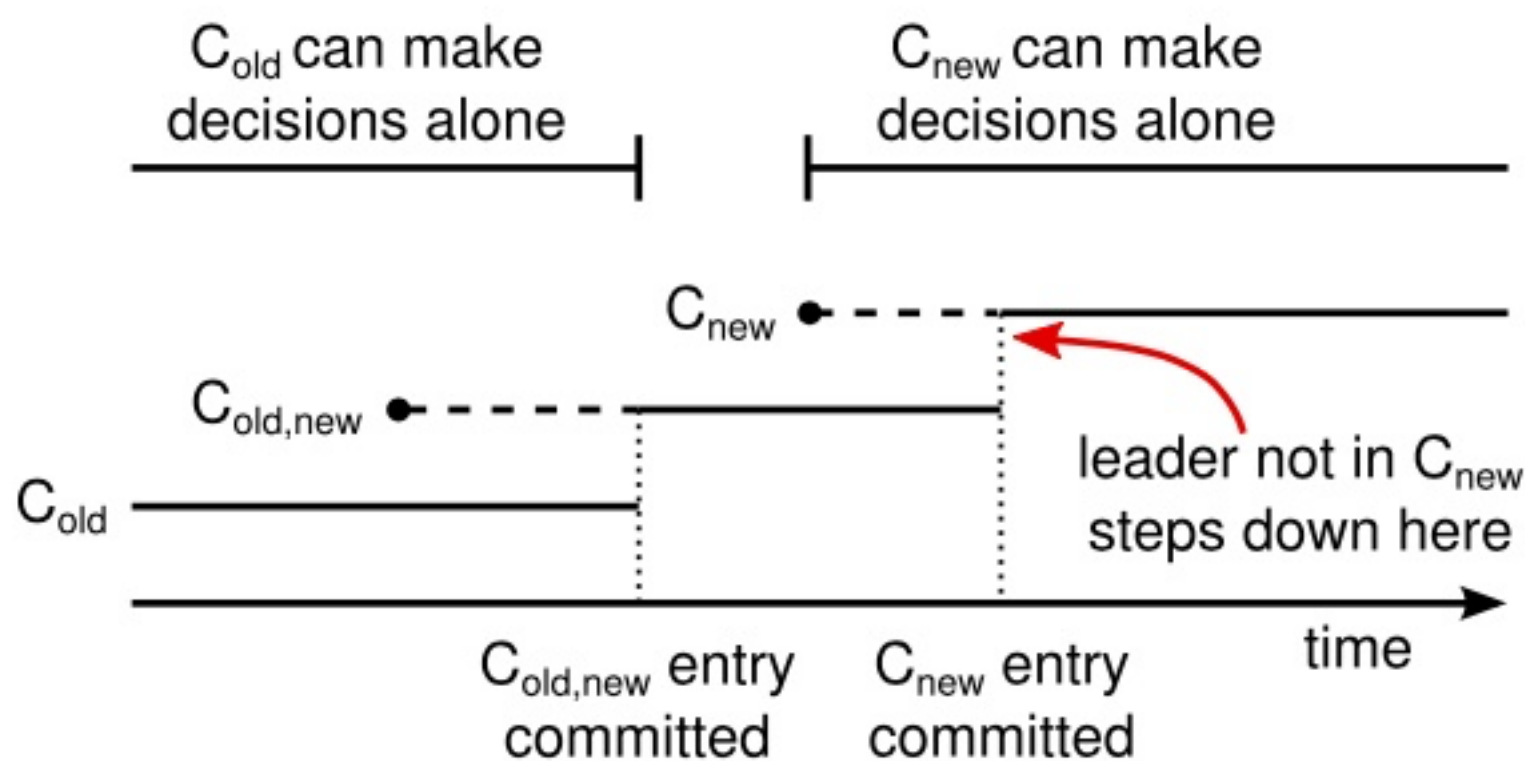 C_old can make
decisions alone
C_new can make
decisions alone
C_new
C_old,new
leader not in C_new
steps down here
C_old
time
C_old,new entry
committed
C_new entry
committed